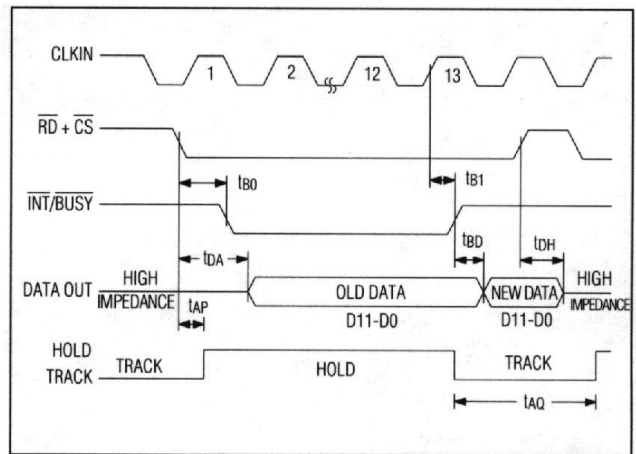 CLKIN
1 2 12 13
RD + CS
tB0
tB1
INT/BUSY
tDA
tBD
tDH
DATA OUT
HIGH
IMPEDANCE
OLD DATA
D11-D0
NEW DATA
D11-D0
HIGH
IMPEDANCE
tAP
HOLD
TRACK
TRACK
HOLD
TRACK
tAQ